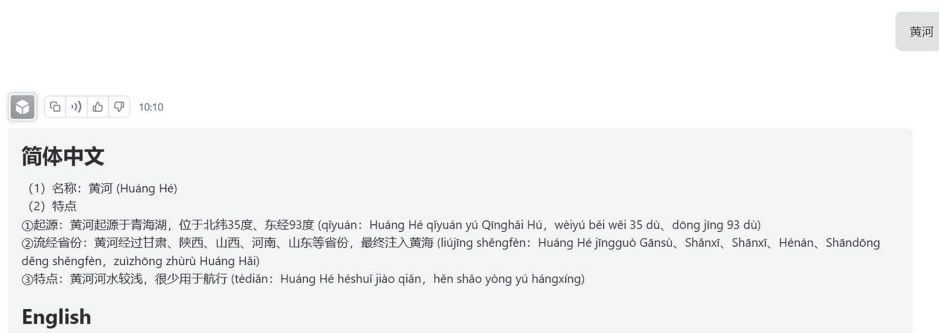 黄河
10:10
简体中文
（1）名称：黄河 (Huáng Hé)
（2）特点
①起源：黄河起源于青海湖，位于北纬35度、东经93度 (qǐyuán：Huáng Hé qǐyuán yú Qīnghǎi Hú，wèiyú běi wěi 35 dù、dōng jīng 93 dù)
②流经省份：黄河经过甘肃、陕西、山西、河南、山东等省份，最终注入黄海 (liújīng shěngfèn：Huáng Hé jīngguò Gānsù、Shǎnxī、Shānxī、Hénán、Shāndōng
děng shěngfèn，zuìzhōng zhùrù Huáng Hǎi)
③特点：黄河河水较浅，很少用于航行 (tèdiǎn：Huáng Hé héshuǐ jiào qiǎn，hěn shǎo yòng yú hángxíng)
English